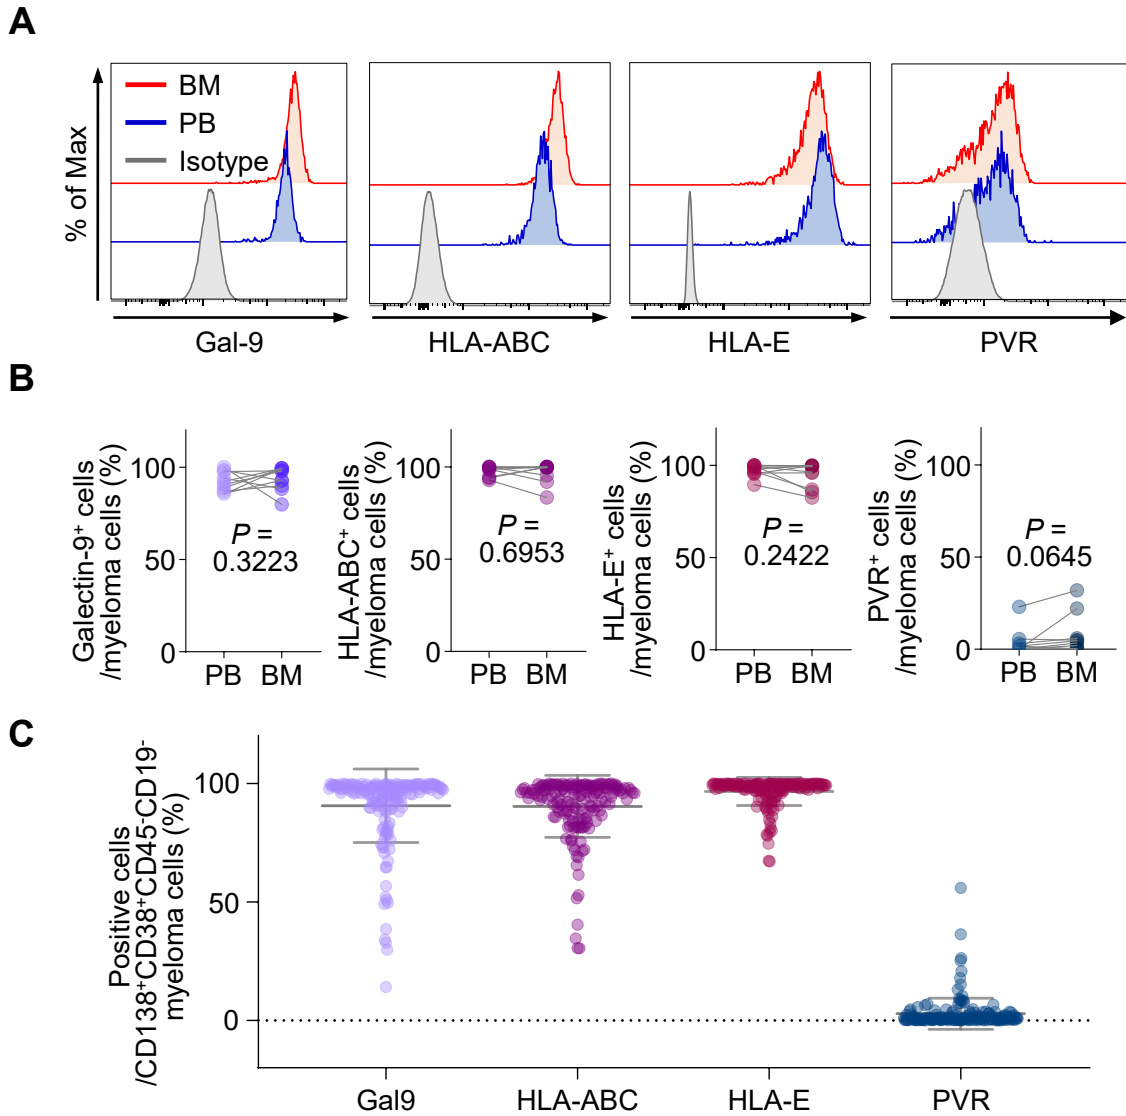 A
BM
PB
Isotype
% of Max
Gal-9
HLA-ABC
HLA-E
PVR
B
Galectin-9⁺ cells
/myeloma cells (%)
100
50
0
P =
0.3223
PB BM
HLA-ABC⁺ cells
/myeloma cells (%)
100
50
0
P =
0.6953
PB BM
HLA-E⁺ cells
/myeloma cells (%)
100
50
0
P =
0.2422
PB BM
PVR⁺ cells
/myeloma cells (%)
100
50
0
P =
0.0645
PB BM
C
Positive cells
/CD138⁺CD38⁺CD45⁻CD19⁻
myeloma cells (%)
100
50
0
Gal9
HLA-ABC
HLA-E
PVR